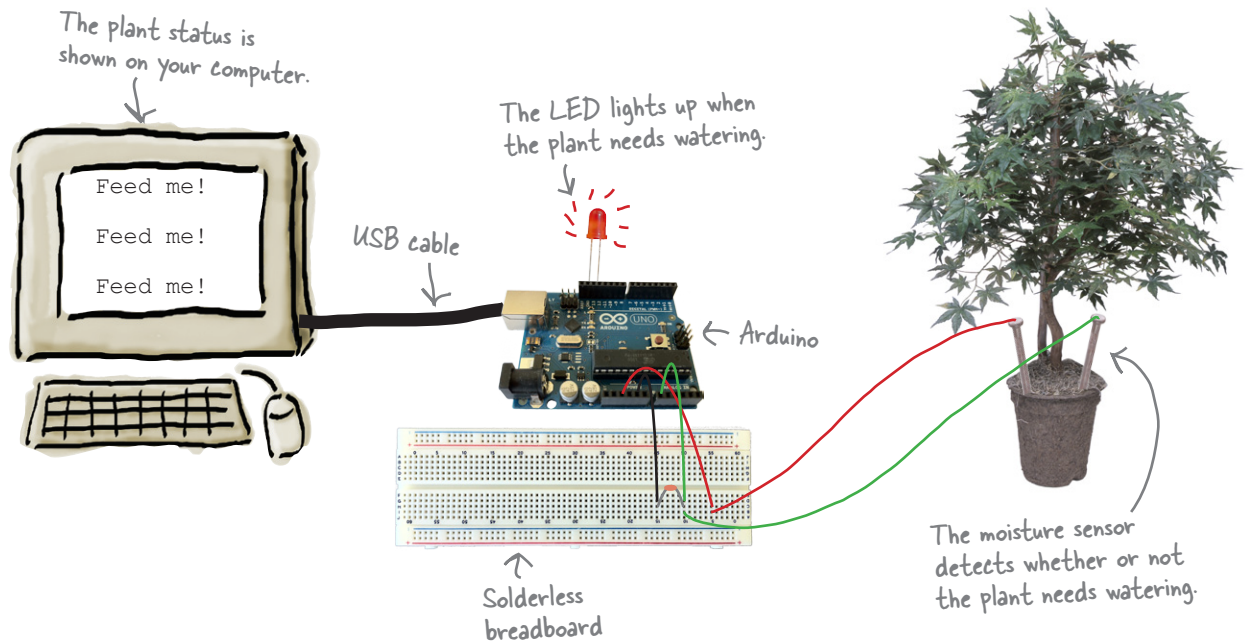 The plant status is
shown on your computer.
Feed me!
Feed me!
Feed me!
The LED lights up when
the plant needs watering.
USB cable
ARDUINO
UNO
Arduino
Solderless
breadboard
The moisture sensor
detects whether or not
the plant needs watering.